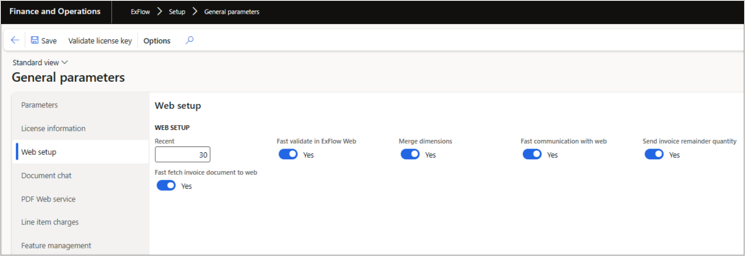 Finance and Operations ExFlow Setup General parameters
Save Validate license key Options
Standard view
General parameters
Parameters
License information
Web setup
Document chat
PDF Web service
Line item charges
Feature management
Web setup
WEB SETUP
Recent Fast validate in ExFlow Web Merge dimensions Fast communication with web Send invoice remainder quantity
30 Yes Yes Yes Yes
Fast fetch invoice document to web
Yes